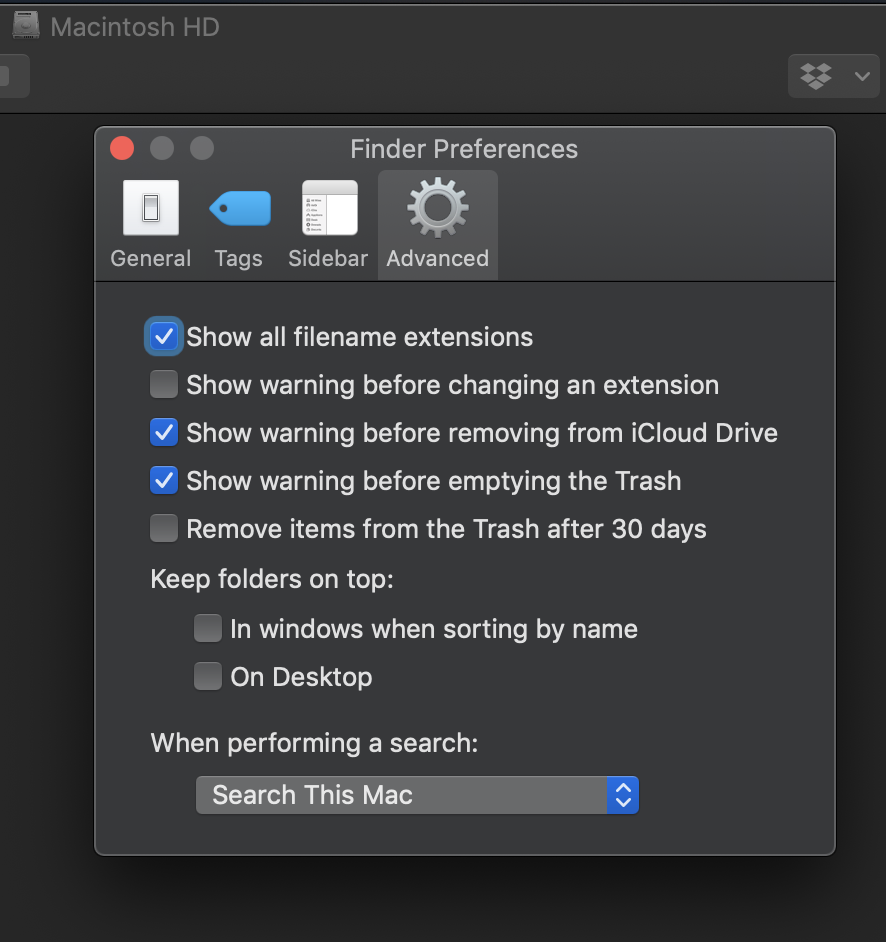 Macintosh HD
Finder Preferences
General Tags Sidebar Advanced
Show all filename extensions
Show warning before changing an extension
Show warning before removing from iCloud Drive
Show warning before emptying the Trash
Remove items from the Trash after 30 days
Keep folders on top:
In windows when sorting by name
On Desktop
When performing a search:
Search This Mac